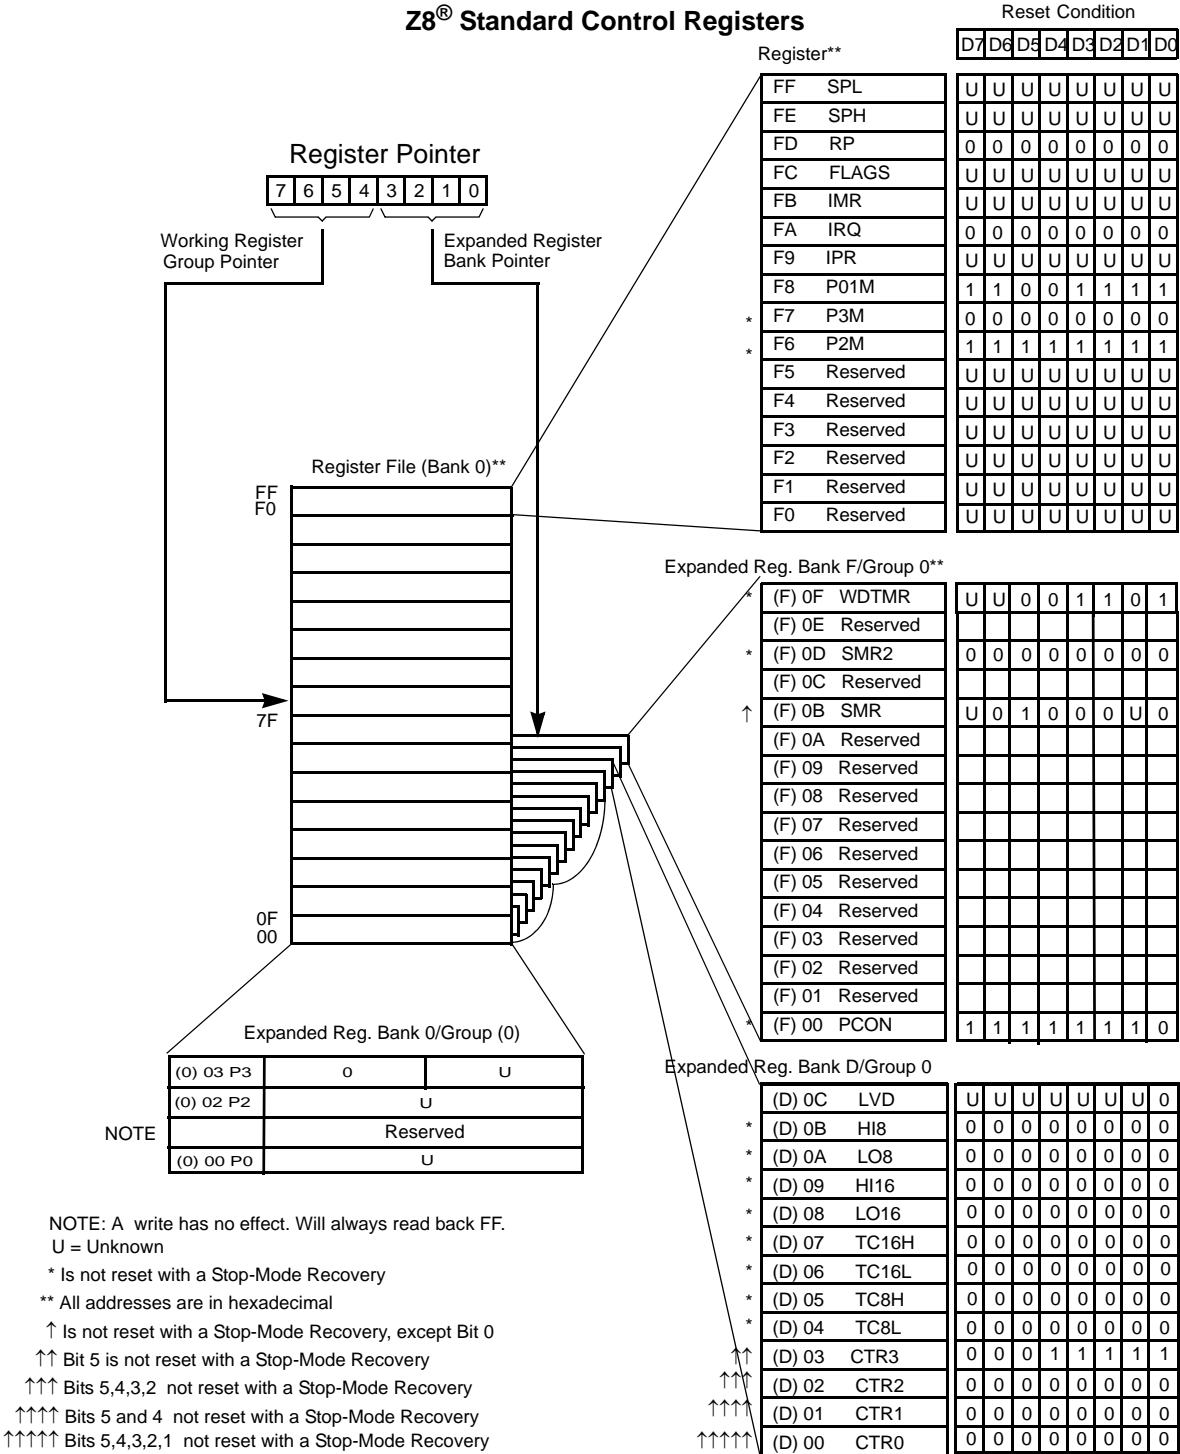 Z8® Standard Control Registers
Reset Condition
D7 D6 D5 D4 D3 D2 D1 D0
Register**
FF SPL U U U U U U U U
FE SPH U U U U U U U U
FD RP 0 0 0 0 0 0 0 0
FC FLAGS U U U U U U U U
FB IMR U U U U U U U U
FA IRQ 0 0 0 0 0 0 0 0
F9 IPR U U U U U U U U
F8 P01M 1 1 0 0 1 1 1 1
* F7 P3M 0 0 0 0 0 0 0 0
* F6 P2M 1 1 1 1 1 1 1 1
F5 Reserved U U U U U U U U
F4 Reserved U U U U U U U U
F3 Reserved U U U U U U U U
F2 Reserved U U U U U U U U
F1 Reserved U U U U U U U U
F0 Reserved U U U U U U U U
Register Pointer
7 6 5 4 3 2 1 0
Working Register
Group Pointer
Expanded Register
Bank Pointer
Register File (Bank 0)**
FF
F0
7F
0F
00
Expanded Reg. Bank F/Group 0**
* (F) 0F WDTMR U U 0 0 1 1 0 1
(F) 0E Reserved
* (F) 0D SMR2 0 0 0 0 0 0 0 0
(F) 0C Reserved
↑ (F) 0B SMR U 0 1 0 0 0 U 0
(F) 0A Reserved
(F) 09 Reserved
(F) 08 Reserved
(F) 07 Reserved
(F) 06 Reserved
(F) 05 Reserved
(F) 04 Reserved
(F) 03 Reserved
(F) 02 Reserved
(F) 01 Reserved
* (F) 00 PCON 1 1 1 1 1 1 1 0
Expanded Reg. Bank 0/Group (0)
(0) 03 P3 0 U
(0) 02 P2 U
NOTE Reserved
(0) 00 P0 U
Expanded Reg. Bank D/Group 0
(D) 0C LVD U U U U U U U 0
* (D) 0B HI8 0 0 0 0 0 0 0 0
* (D) 0A LO8 0 0 0 0 0 0 0 0
* (D) 09 HI16 0 0 0 0 0 0 0 0
* (D) 08 LO16 0 0 0 0 0 0 0 0
* (D) 07 TC16H 0 0 0 0 0 0 0 0
* (D) 06 TC16L 0 0 0 0 0 0 0 0
* (D) 05 TC8H 0 0 0 0 0 0 0 0
* (D) 04 TC8L 0 0 0 0 0 0 0 0
↑↑ (D) 03 CTR3 0 0 0 1 1 1 1 1
↑↑↑ (D) 02 CTR2 0 0 0 0 0 0 0 0
↑↑↑↑ (D) 01 CTR1 0 0 0 0 0 0 0 0
↑↑↑↑↑ (D) 00 CTR0 0 0 0 0 0 0 0 0
NOTE: A write has no effect. Will always read back FF.
U = Unknown
* Is not reset with a Stop-Mode Recovery
** All addresses are in hexadecimal
↑ Is not reset with a Stop-Mode Recovery, except Bit 0
↑↑ Bit 5 is not reset with a Stop-Mode Recovery
↑↑↑ Bits 5,4,3,2 not reset with a Stop-Mode Recovery
↑↑↑↑ Bits 5 and 4 not reset with a Stop-Mode Recovery
↑↑↑↑↑ Bits 5,4,3,2,1 not reset with a Stop-Mode Recovery